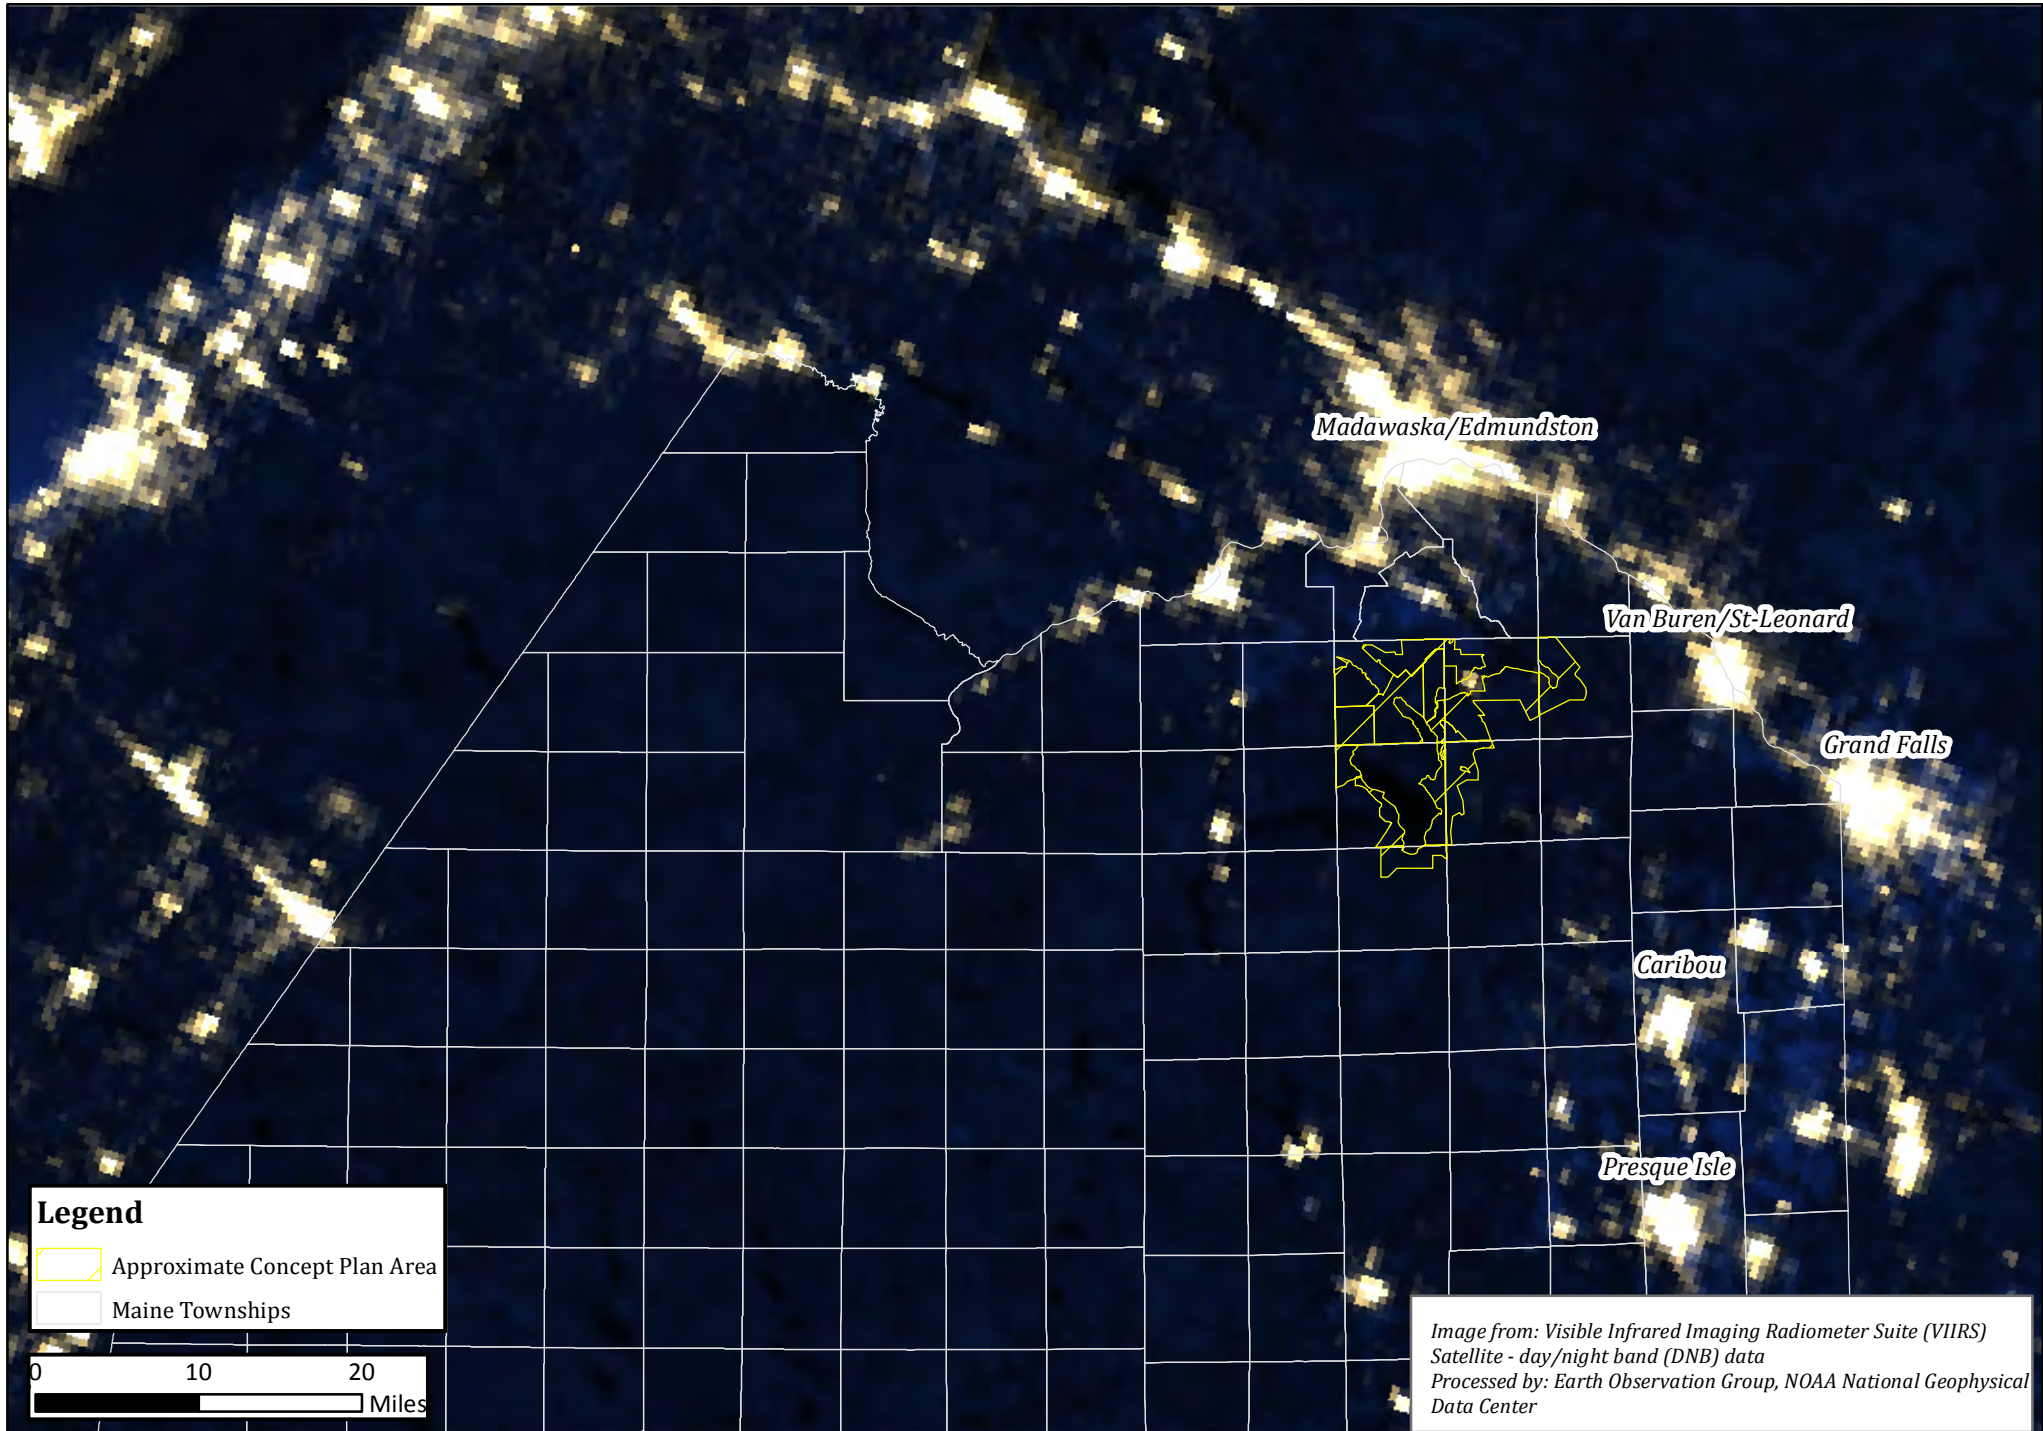 Madawaska/Edmundston
Van Buren/St-Leonard
Grand Falls
Caribou
Presque Isle
Legend
Approximate Concept Plan Area
Maine Townships
0 10 20
Miles
Image from: Visible Infrared Imaging Radiometer Suite (VIIRS)
Satellite - day/night band (DNB) data
Processed by: Earth Observation Group, NOAA National Geophysical
Data Center